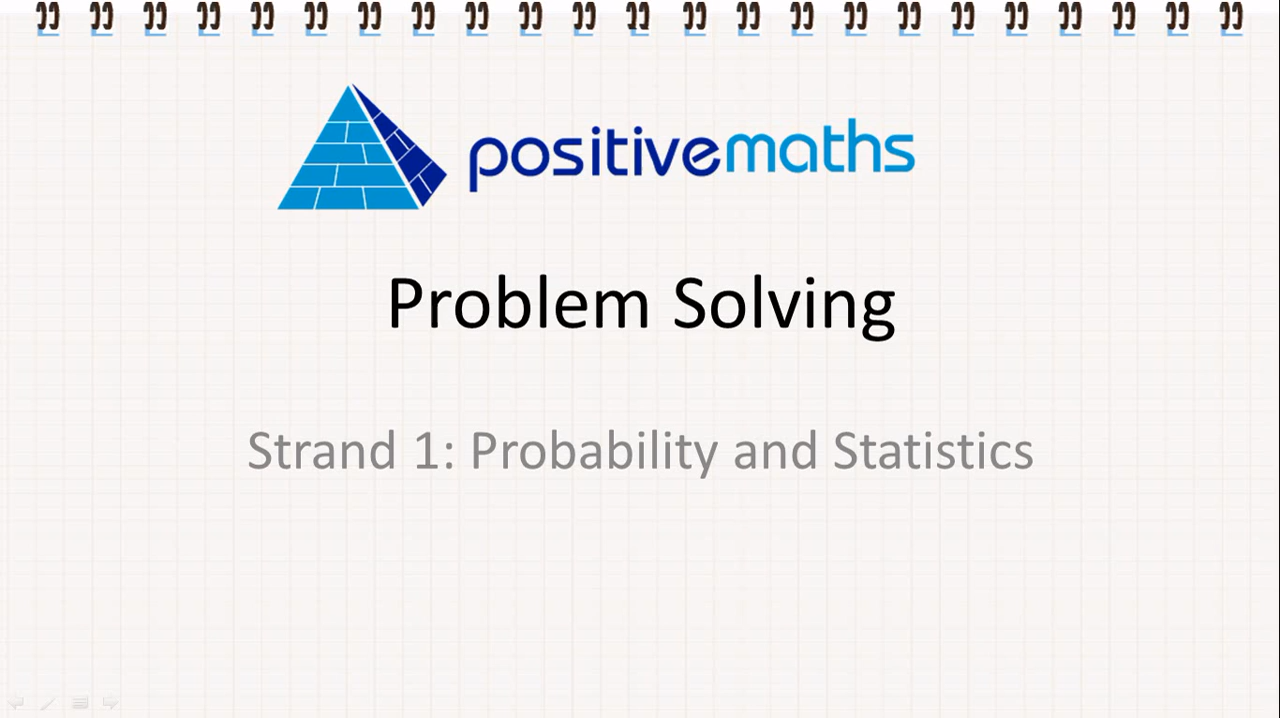 positivemaths
Problem Solving
Strand 1: Probability and Statistics